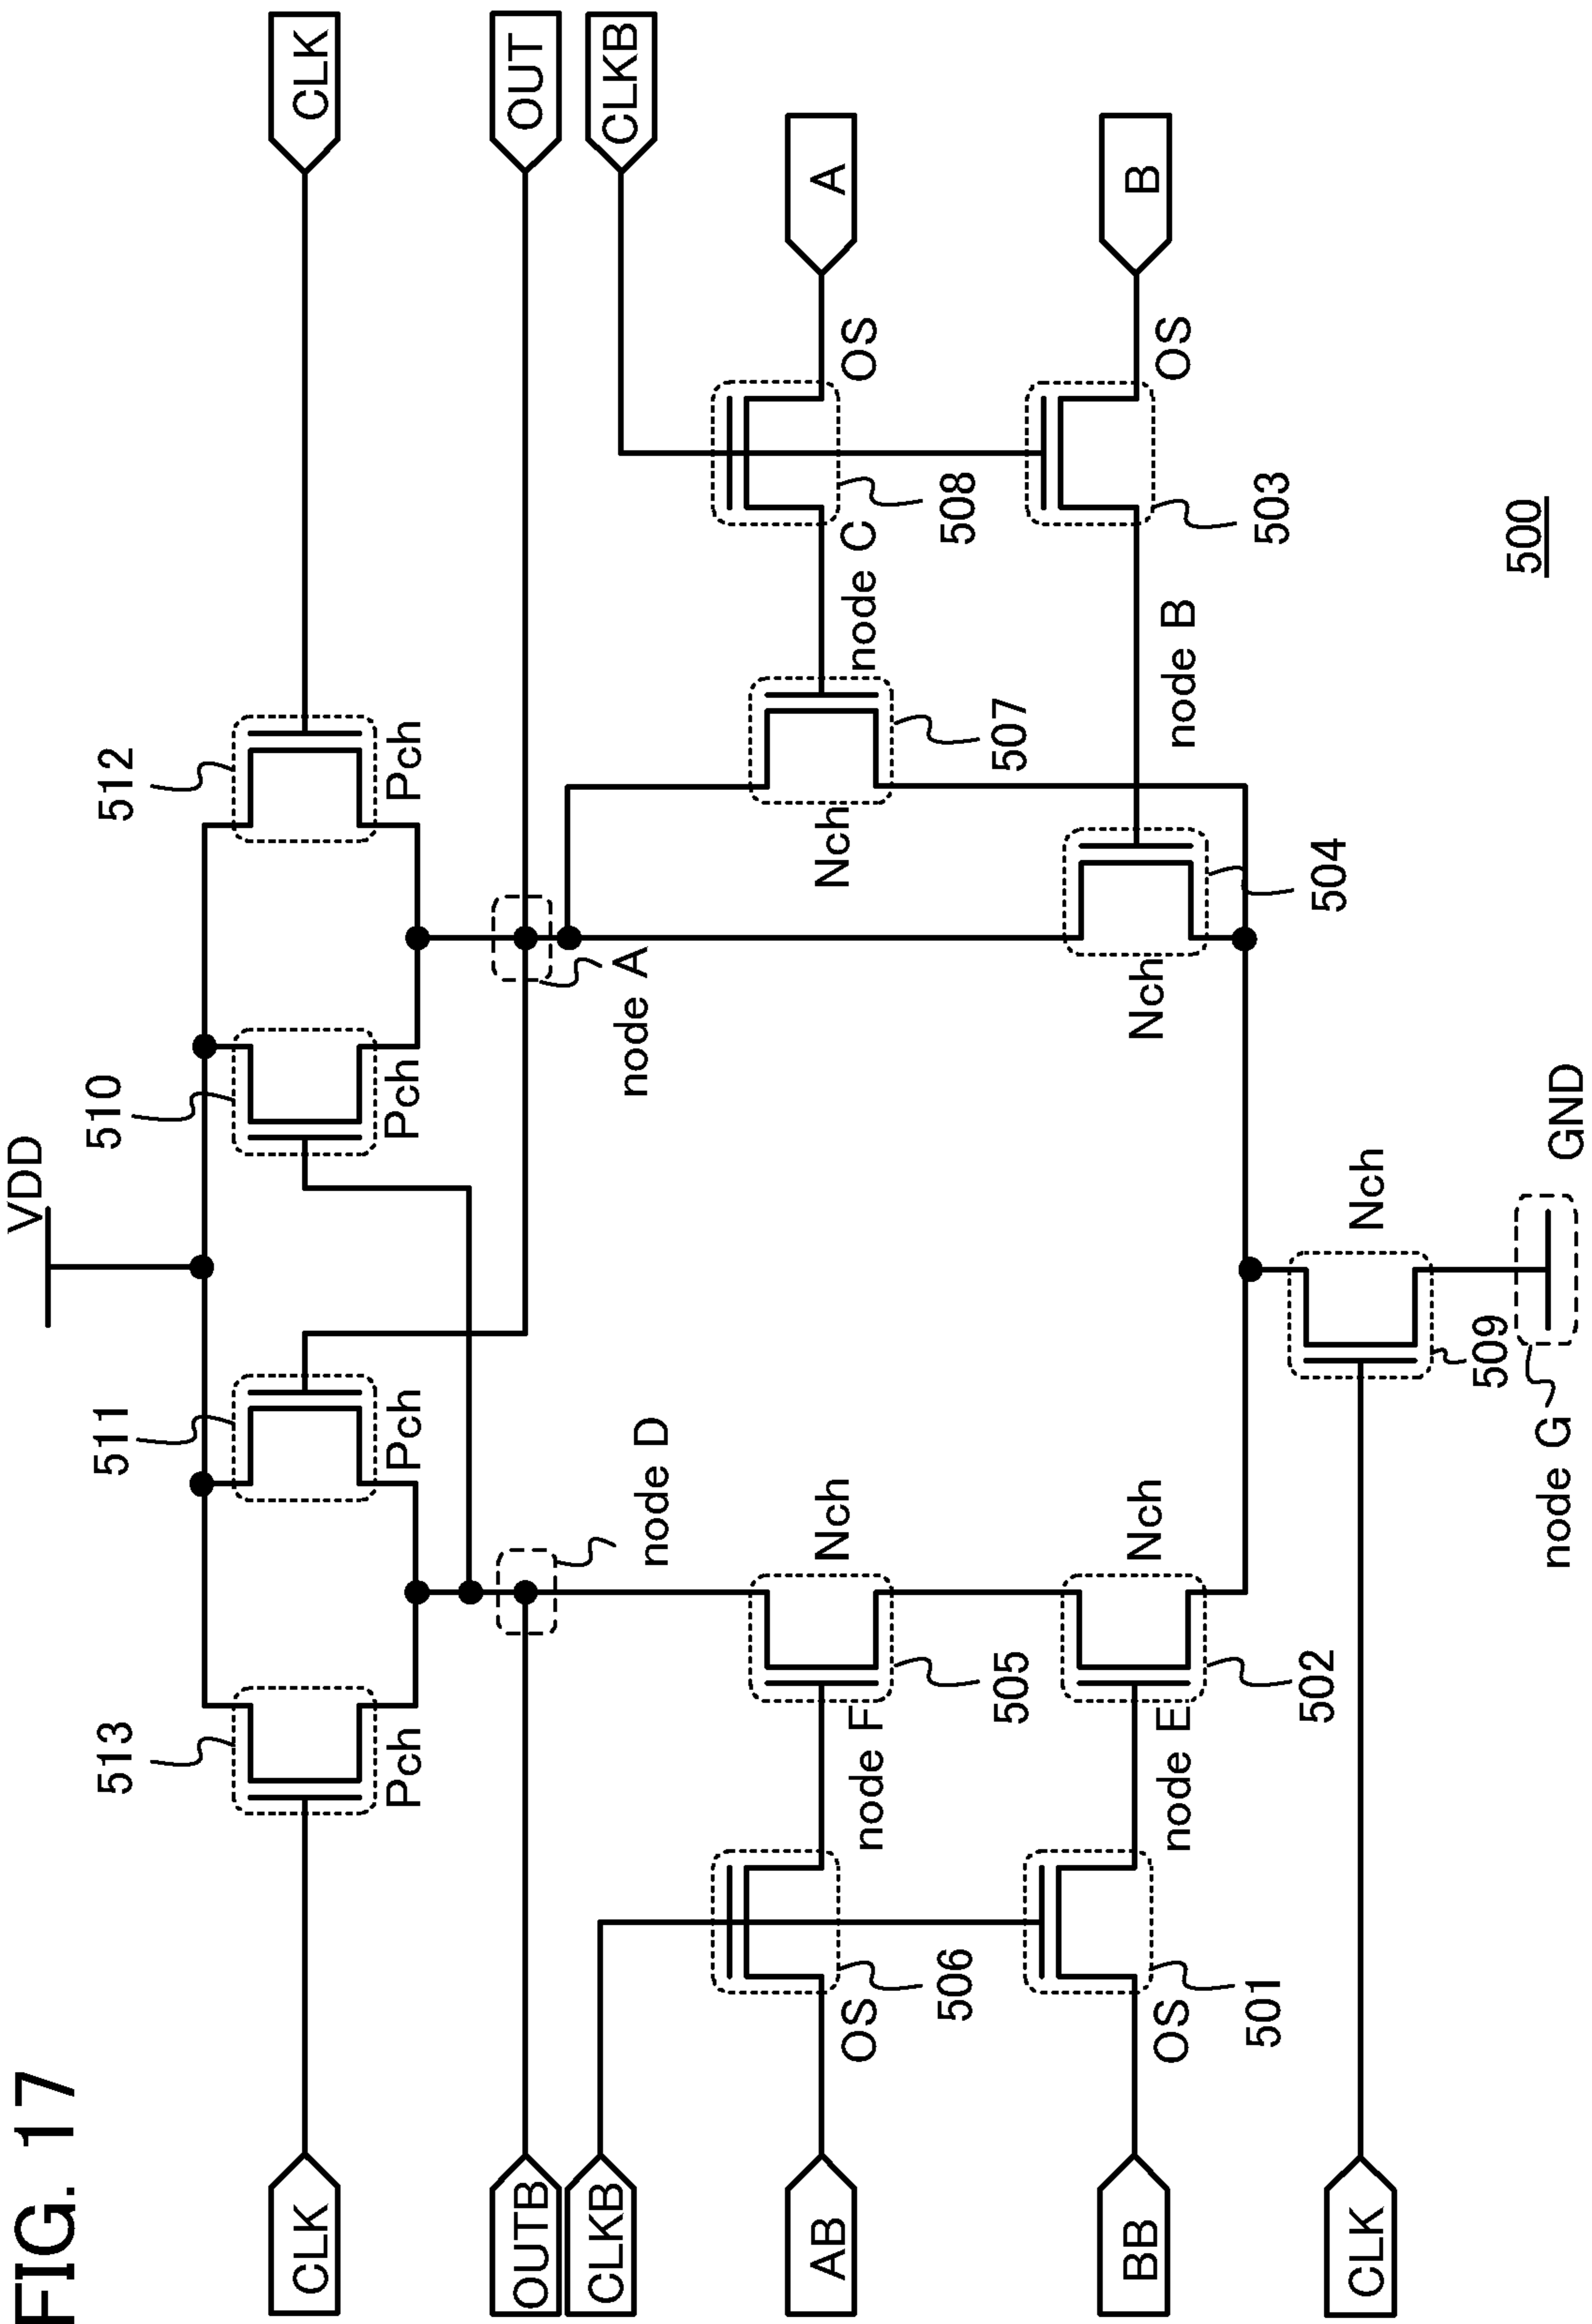 FIG. 17
VDD
513
511
510
512
CLK
Pch
Pch
Pch
Pch
CLK
OUTB
node D
node A
OUT
CLKB
CLKB
AB
OS
506
node F
505
Nch
Nch
507
node C
508
OS
A
BB
OS
501
node E
502
Nch
Nch
504
node B
503
OS
B
CLK
509
Nch
node G
GND
500